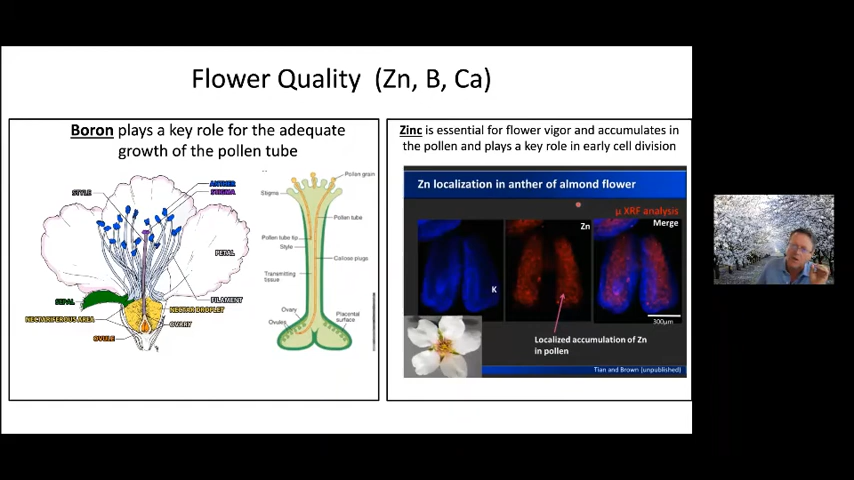 Flower Quality (Zn, B, Ca)
Boron plays a key role for the adequate
growth of the pollen tube
STYLE
ANTHER
STIGMA
PETAL
FILAMENT
SEPAL
NECTAR DROPLET
NECTARIFEROUS AREA
OVARY
OVULE
Pollen grain
Stigma
Pollen tube
Pollen tube tip
Style
Callose plugs
Transmitting
tissue
Ovary
Ovules
Placental
surface
Zinc is essential for flower vigor and accumulates in
the pollen and plays a key role in early cell division
Zn localization in anther of almond flower
μ XRF analysis
Zn
Merge
K
300μm
Localized accumulation of Zn
in pollen
Tian and Brown (unpublished)